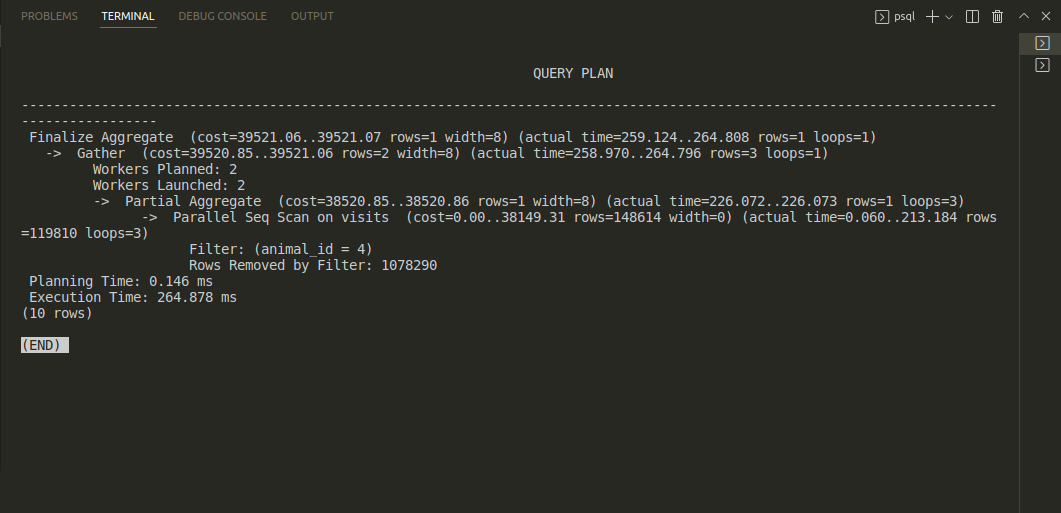 PROBLEMS TERMINAL DEBUG CONSOLE OUTPUT psql
QUERY PLAN
--------------------------------------------------------------------------------------------------------------------------
-----------------
Finalize Aggregate  (cost=39521.06..39521.07 rows=1 width=8) (actual time=259.124..264.808 rows=1 loops=1)
->  Gather  (cost=39520.85..39521.06 rows=2 width=8) (actual time=258.970..264.796 rows=3 loops=1)
Workers Planned: 2
Workers Launched: 2
->  Partial Aggregate  (cost=38520.85..38520.86 rows=1 width=8) (actual time=226.072..226.073 rows=1 loops=3)
->  Parallel Seq Scan on visits  (cost=0.00..38149.31 rows=148614 width=0) (actual time=0.060..213.184 rows
=119810 loops=3)
Filter: (animal_id = 4)
Rows Removed by Filter: 1078290
Planning Time: 0.146 ms
Execution Time: 264.878 ms
(10 rows)
(END)